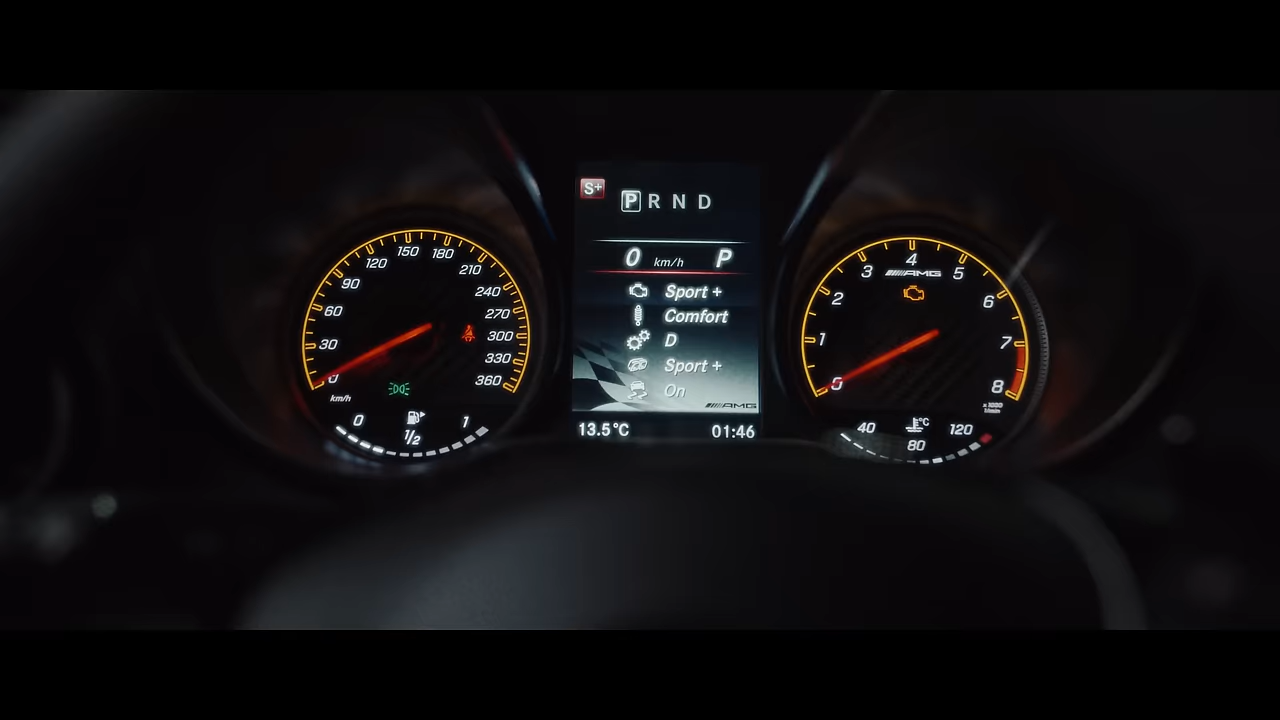 S+
P R N D
0 km/h P
Sport +
Comfort
D
Sport +
On
AMG
13.5°C 01:46
0
30
60
90
120
150
180
210
240
270
300
330
360
km/h
0
1/2
1
0
1
2
3
4
5
6
7
8
AMG
x 1000
1/min
40
80
120
°C